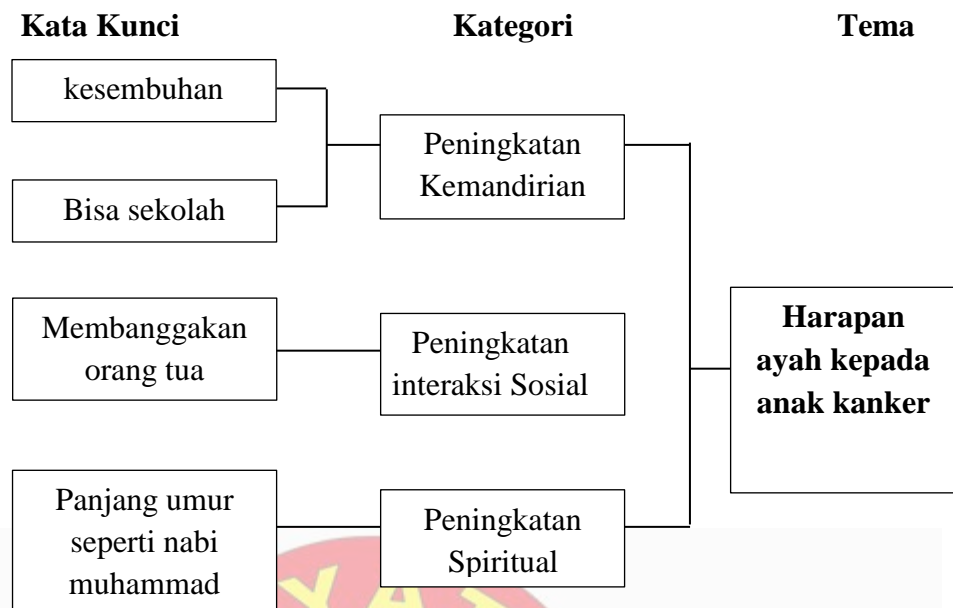 Kata Kunci
Kategori
Tema
kesembuhan
Bisa sekolah
Peningkatan
Kemandirian
Membanggakan
orang tua
Peningkatan
interaksi Sosial
Panjang umur
seperti nabi
muhammad
Peningkatan
Spiritual
Harapan
ayah kepada
anak kanker